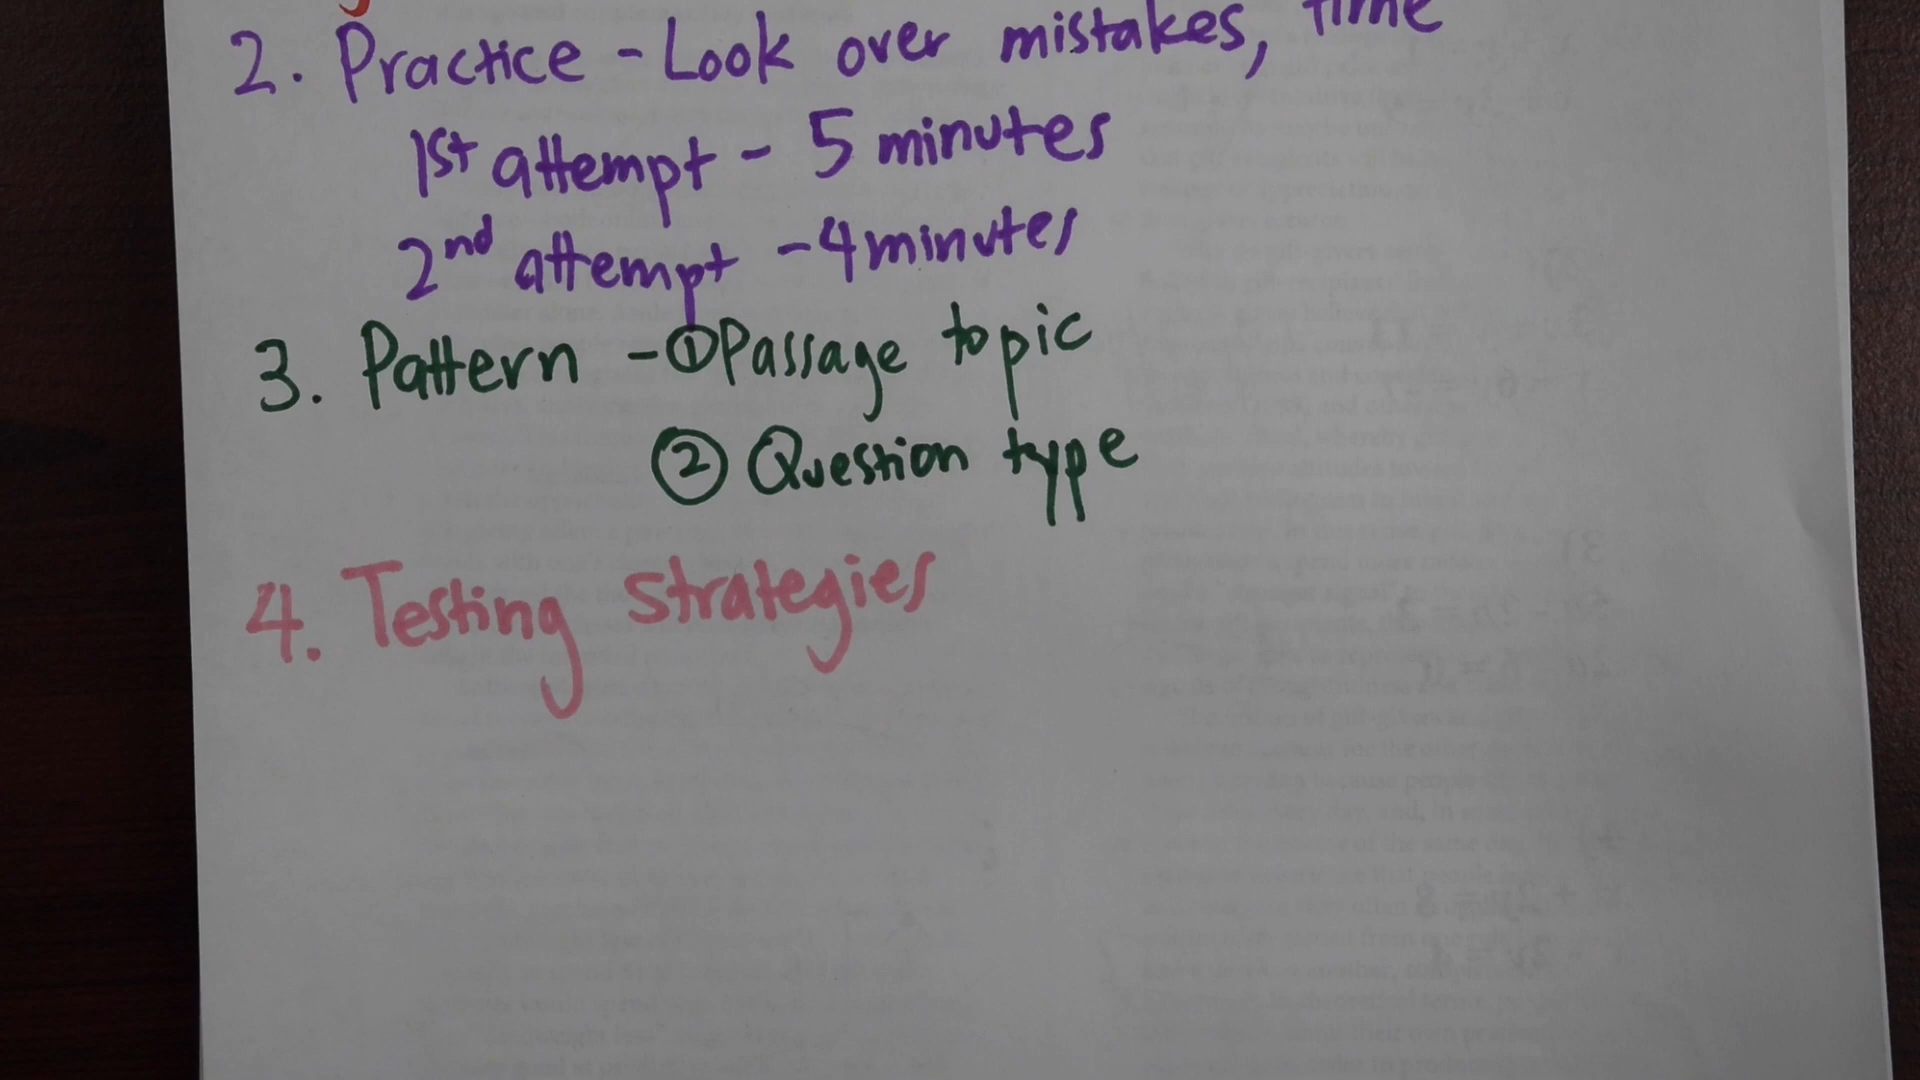 2. Practice - Look over mistakes, time
1st attempt - 5 minutes
2nd attempt - 4 minutes
3. Pattern - ① Passage topic
② Question type
4. Testing strategies